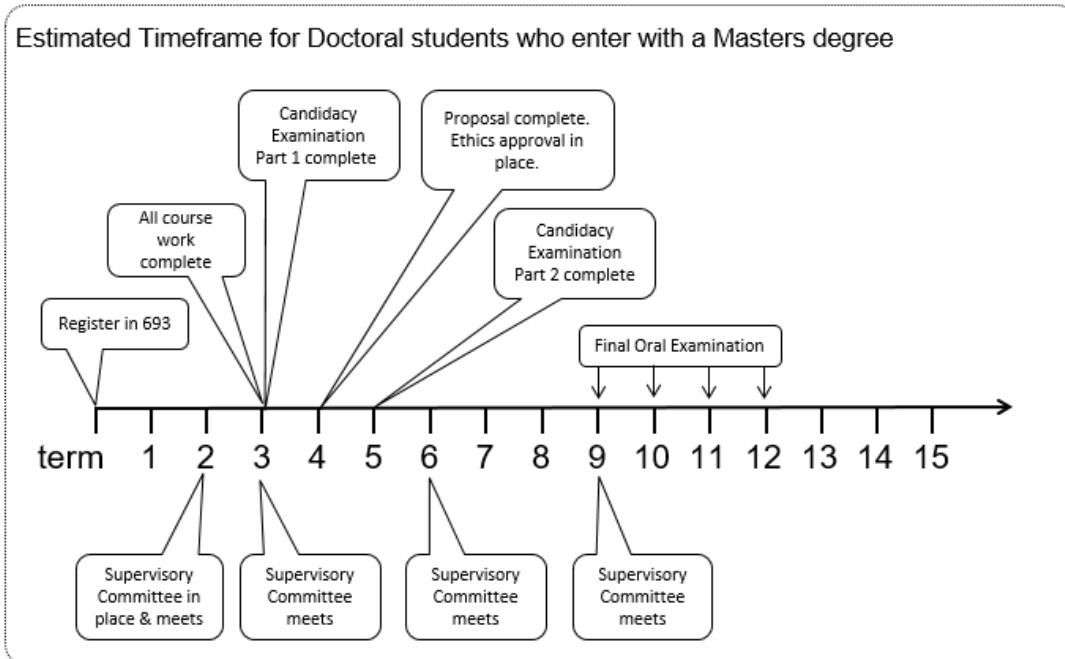 Estimated Timeframe for Doctoral students who enter with a Masters degree
Candidacy
Examination
Part 1 complete
Proposal complete.
Ethics approval in
place.
All course
work
complete
Candidacy
Examination
Part 2 complete
Register in 693
Final Oral Examination
term 1 2 3 4 5 6 7 8 9 10 11 12 13 14 15
Supervisory
Committee in
place & meets
Supervisory
Committee
meets
Supervisory
Committee
meets
Supervisory
Committee
meets